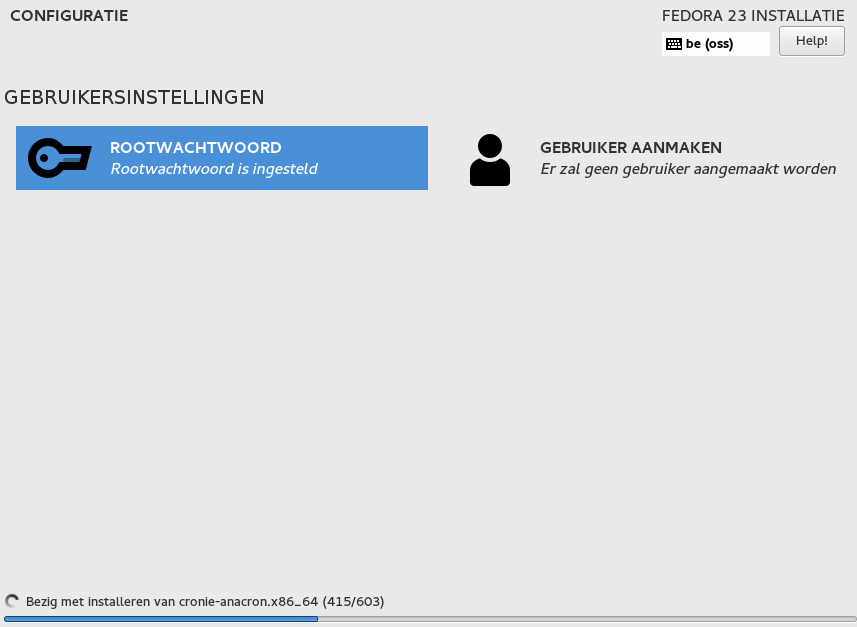 CONFIGURATIE
FEDORA 23 INSTALLATIE
be (oss)
Help!
GEBRUIKERSINSTELLINGEN
ROOTWACHTWOORD
Rootwachtwoord is ingesteld
GEBRUIKER AANMAKEN
Er zal geen gebruiker aangemaakt worden
Bezig met installeren van cronie-anacron.x86_64 (415/603)